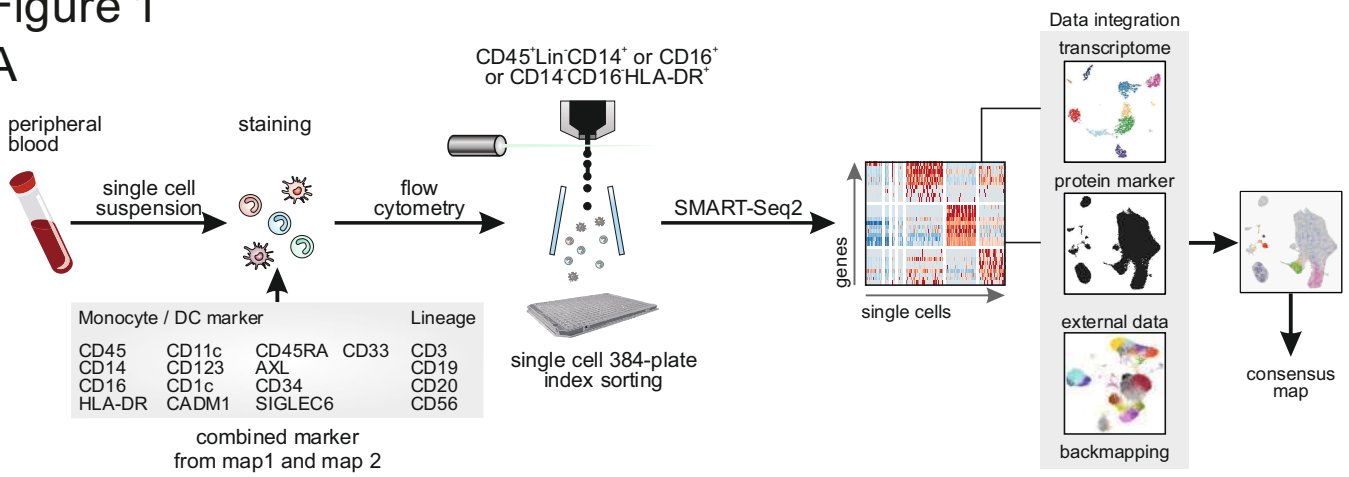 Figure 1
A
peripheral
blood
single cell
suspension
staining
flow
cytometry
CD45⁺Lin⁻CD14⁺ or CD16⁺
or CD14⁻CD16⁻HLA-DR⁺
SMART-Seq2
genes
single cells
single cell 384-plate
index sorting
Monocyte / DC marker Lineage
CD45 CD11c CD45RA CD33 CD3
CD14 CD123 AXL CD19
CD16 CD1c CD34 CD20
HLA-DR CADM1 SIGLEC6 CD56
combined marker
from map1 and map 2
Data integration
transcriptome
protein marker
external data
backmapping
consensus
map